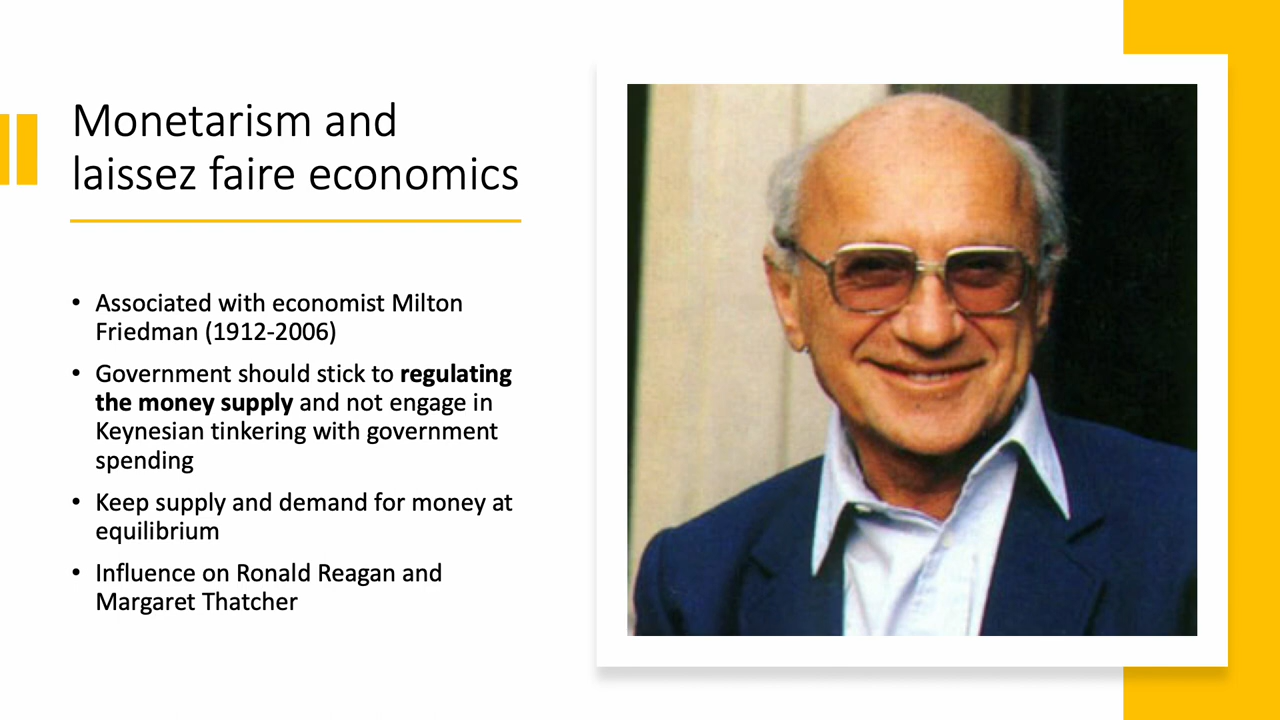 Monetarism and
laissez faire economics
• Associated with economist Milton
Friedman (1912-2006)
• Government should stick to regulating
the money supply and not engage in
Keynesian tinkering with government
spending
• Keep supply and demand for money at
equilibrium
• Influence on Ronald Reagan and
Margaret Thatcher